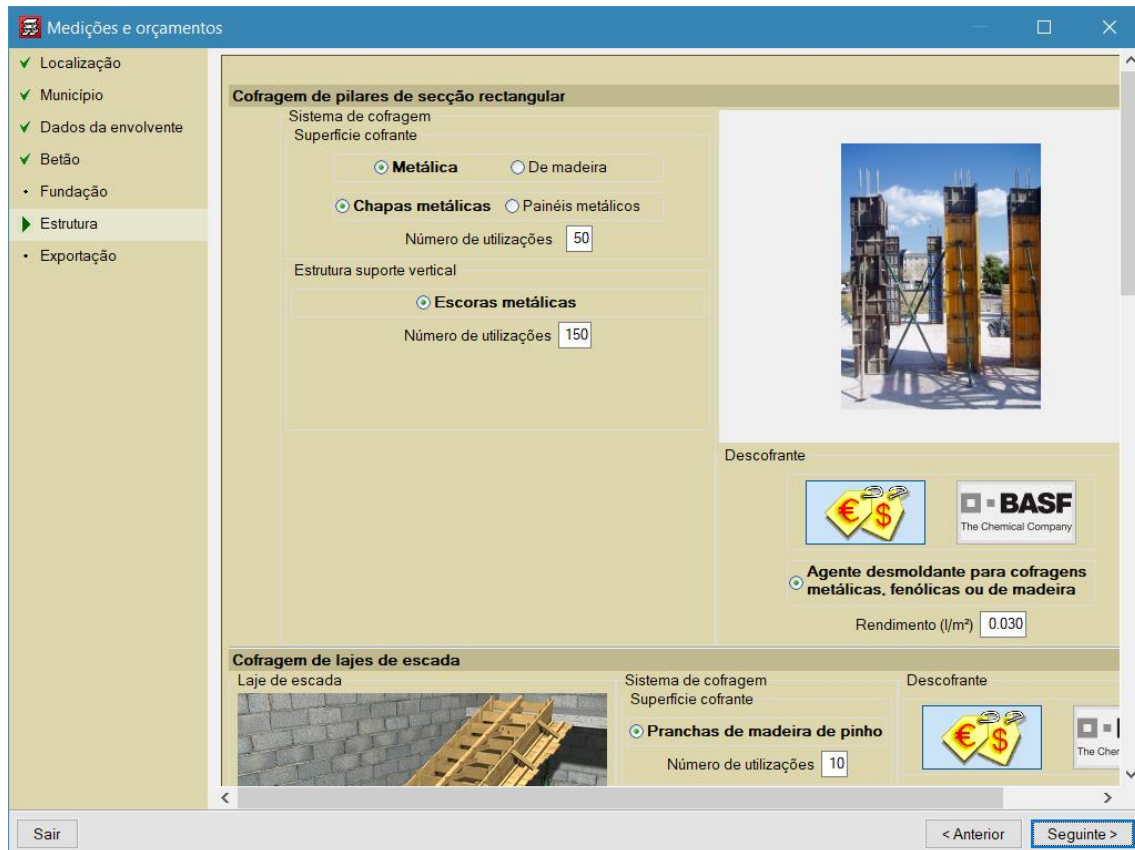 Medições e orçamentos
Localização
Município
Dados da envolvente
Betão
Fundação
Estrutura
Exportação
Cofragem de pilares de secção rectangular
Sistema de cofragem
Superfície cofrante
Metálica De madeira
Chapas metálicas Painéis metálicos
Número de utilizações 50
Estrutura suporte vertical
Escoras metálicas
Número de utilizações 150
Descofrante
€ $
BASF
The Chemical Company
Agente desmoldante para cofragens
metálicas, fenólicas ou de madeira
Rendimento (l/m²) 0.030
Cofragem de lajes de escada
Laje de escada
Sistema de cofragem
Superfície cofrante
Pranchas de madeira de pinho
Número de utilizações 10
Descofrante
€ $
The Cher
Sair
< Anterior
Seguinte >